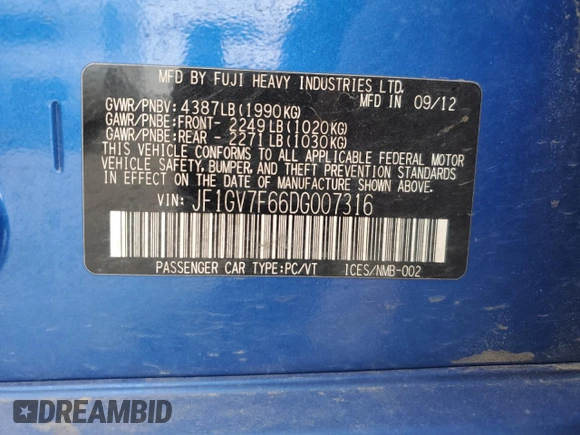 MFD BY FUJI HEAVY INDUSTRIES LTD.
MFD IN 09/12
GVWR/PNBV: 4387LB(1990KG)
GAWR/PNBE:FRONT- 2249LB(1020KG)
GAWR/PNBE:REAR - 2271LB(1030KG)
THIS VEHICLE CONFORMS TO ALL APPLICABLE FEDERAL MOTOR
VEHICLE SAFETY, BUMPER, AND THEFT PREVENTION STANDARDS
IN EFFECT ON THE DATE OF MANUFACTURE SHOWN ABOVE.
VIN: JF1GV7F66DG007316
PASSENGER CAR TYPE:PC/VT 1CES/NMB-002
DREAMBID